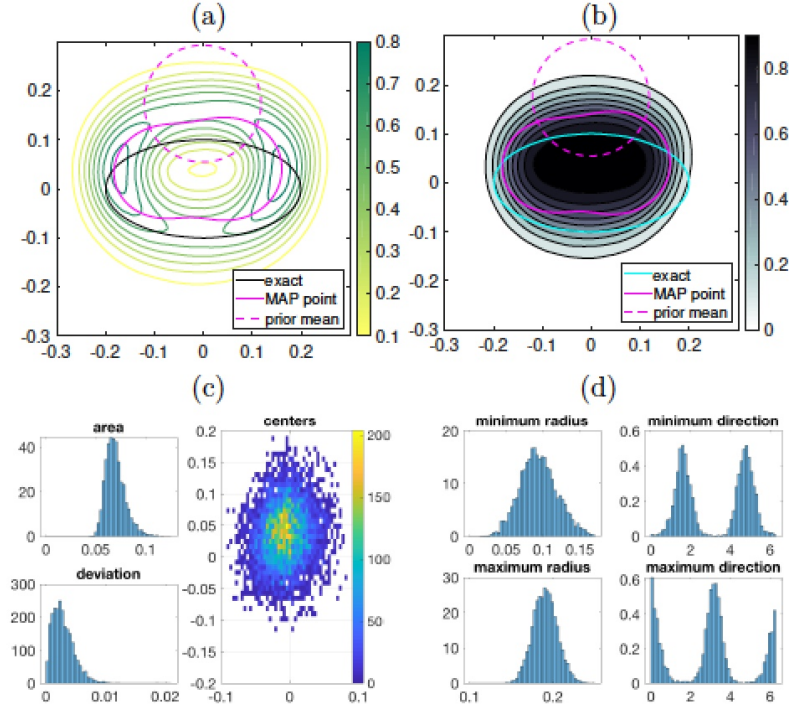 (a)
0.2
0.1
0
-0.1
-0.2
-0.3
-0.3 -0.2 -0.1 0 0.1 0.2
exact
MAP point
prior mean
0.8
0.7
0.6
0.5
0.4
0.3
0.2
0.1
(b)
0.2
0.1
0
-0.1
-0.2
-0.3
-0.3 -0.2 -0.1 0 0.1 0.2
exact
MAP point
prior mean
0.8
0.6
0.4
0.2
0
(c)
area
40
20
0
0 0.05 0.1
deviation
300
200
100
0
0 0.01 0.02
centers
0.2
0.15
0.1
0.05
0
-0.05
-0.1
-0.15
-0.2
-0.1 0 0.1
200
150
100
50
0
(d)
minimum radius
20
10
0
0 0.05 0.1 0.15
minimum direction
0.6
0.4
0.2
0
0 2 4 6
maximum radius
30
20
10
0
0.1 0.2
maximum direction
0.6
0.4
0.2
0
0 2 4 6